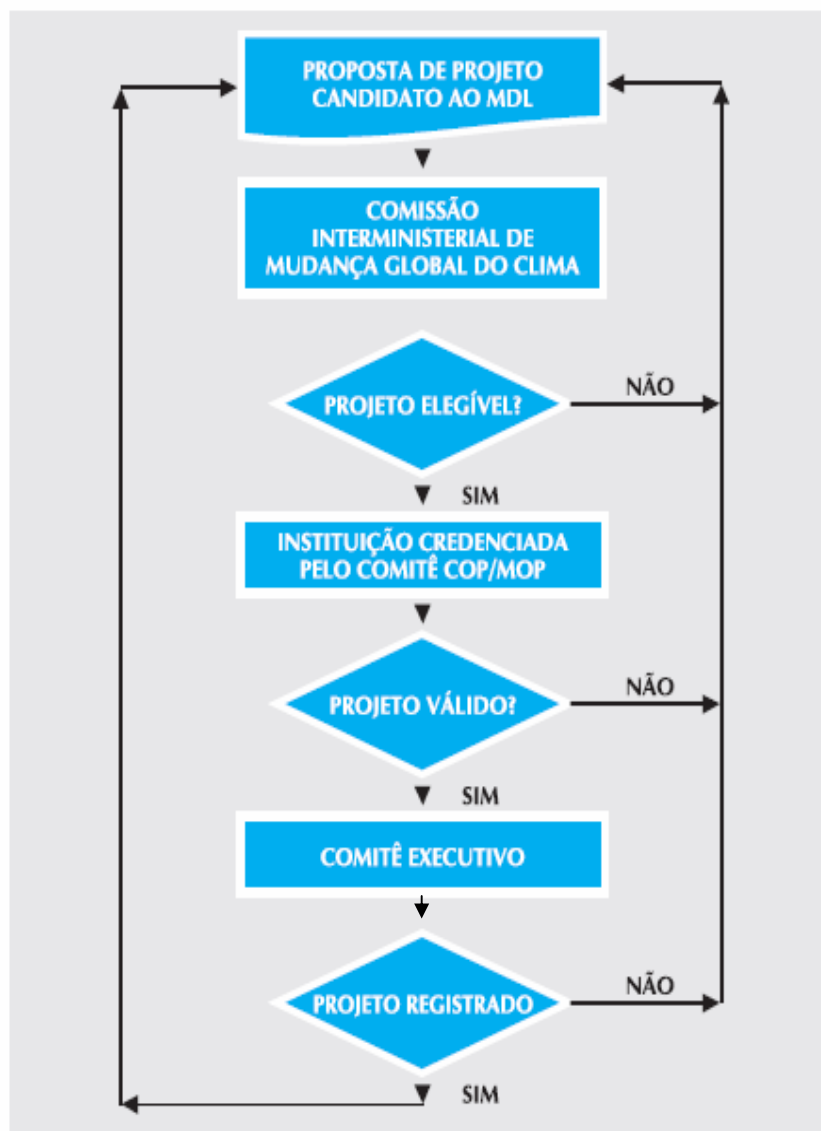 PROPOSTA DE PROJETO
CANDIDATO AO MDL
COMISSÃO
INTERMINISTERIAL DE
MUDANÇA GLOBAL DO CLIMA
PROJETO ELEGÍVEL?
NÃO
SIM
INSTITUIÇÃO CREDENCIADA
PELO COMITÊ COP/MOP
PROJETO VÁLIDO?
NÃO
SIM
COMITÊ EXECUTIVO
PROJETO REGISTRADO
NÃO
SIM